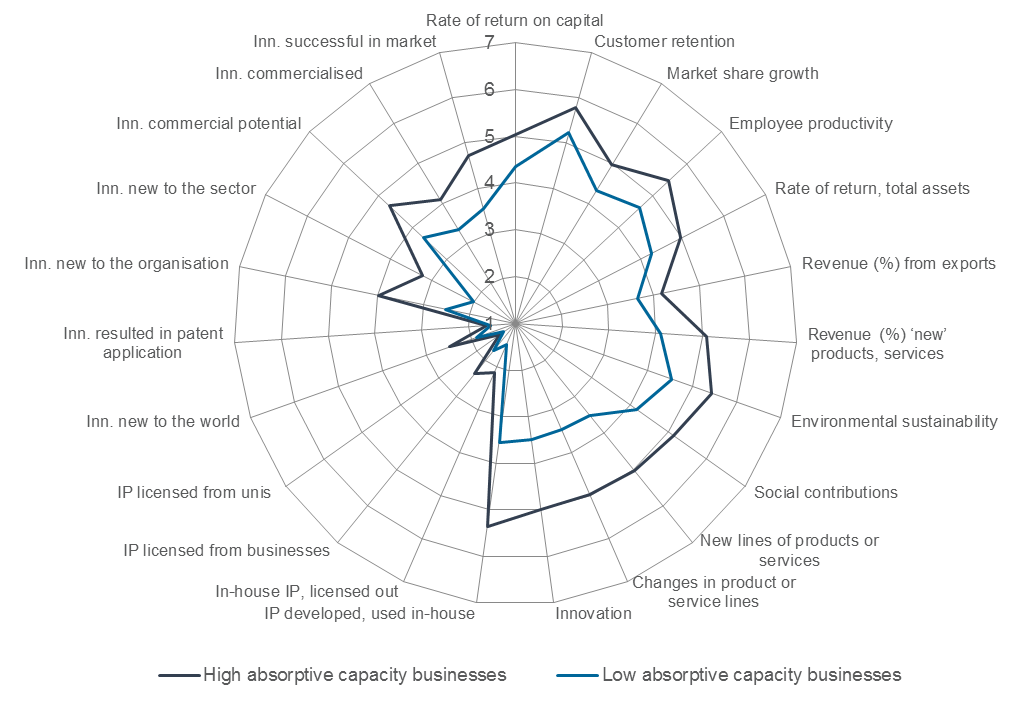 Rate of return on capital
Inn. successful in market
7
Customer retention
Inn. commercialised
Market share growth
6
Inn. commercial potential
Employee productivity
5
Inn. new to the sector
4
Rate of return, total assets
3
Inn. new to the organisation
Revenue (%) from exports
2
Inn. resulted in patent
application
1
Revenue (%) ‘new’
products, services
Inn. new to the world
Environmental sustainability
IP licensed from unis
Social contributions
IP licensed from businesses
New lines of products or
services
In-house IP, licensed out
Changes in product or
service lines
IP developed, used in-house
Innovation
High absorptive capacity businesses
Low absorptive capacity businesses